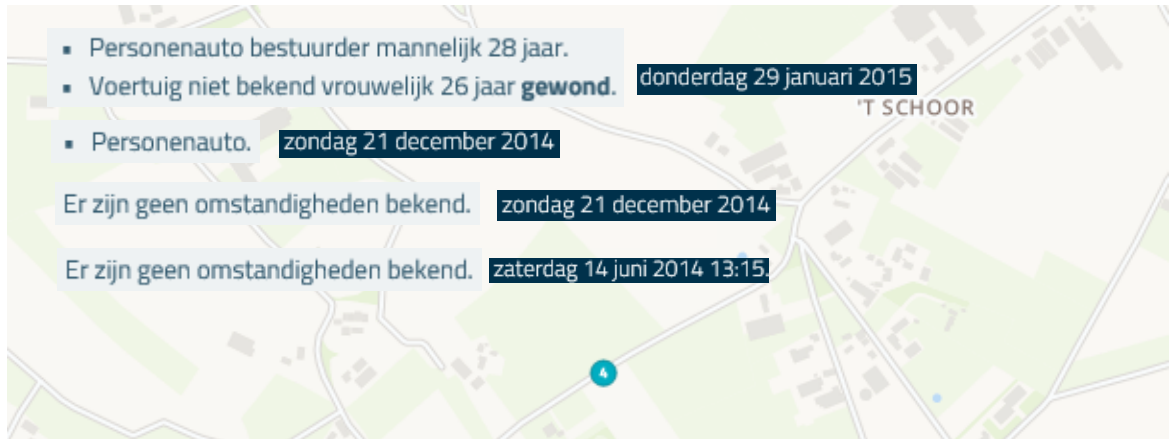 ▪ Personenauto bestuurder mannelijk 28 jaar.
▪ Voertuig niet bekend vrouwelijk 26 jaar gewond.
donderdag 29 januari 2015
'T SCHOOR
▪ Personenauto.
zondag 21 december 2014
Er zijn geen omstandigheden bekend.
zondag 21 december 2014
Er zijn geen omstandigheden bekend.
zaterdag 14 juni 2014 13:15.
4